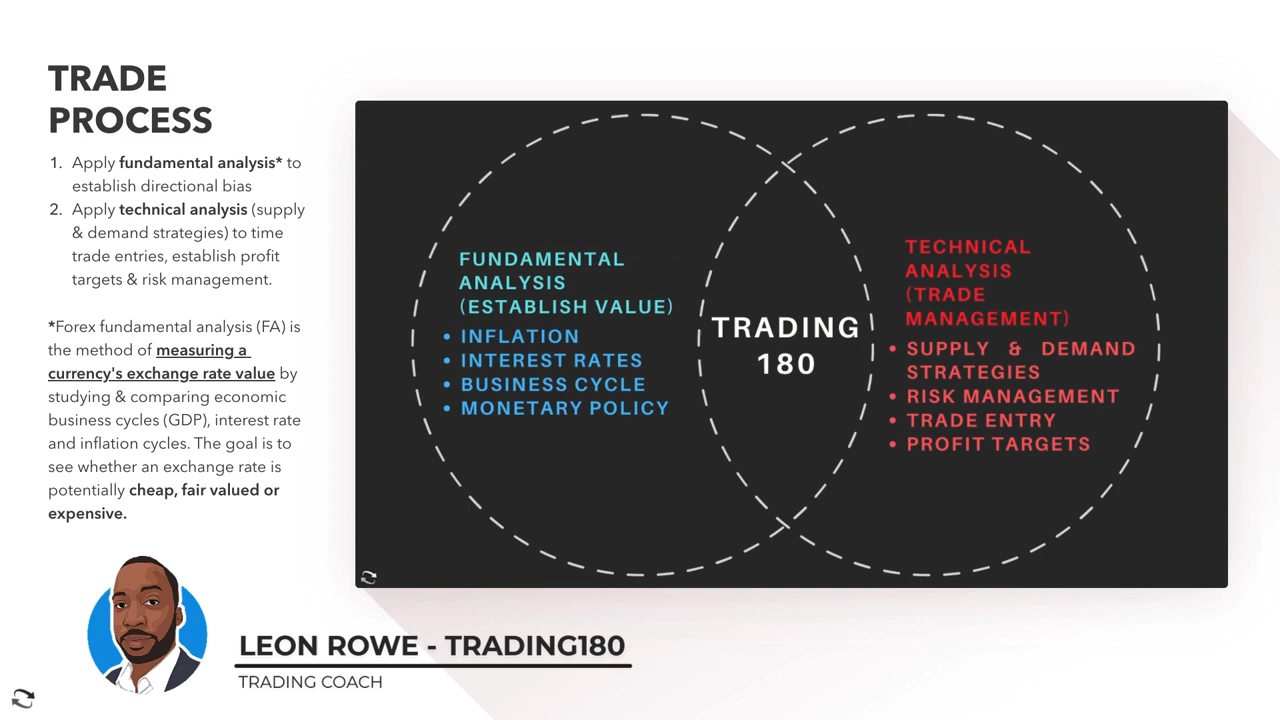 TRADE
PROCESS
1. Apply fundamental analysis* to
establish directional bias
2. Apply technical analysis (supply
& demand strategies) to time
trade entries, establish profit
targets & risk management.
*Forex fundamental analysis (FA) is
the method of measuring a
currency's exchange rate value by
studying & comparing economic
business cycles (GDP), interest rate
and inflation cycles. The goal is to
see whether an exchange rate is
potentially cheap, fair valued or
expensive.
FUNDAMENTAL
ANALYSIS
(ESTABLISH VALUE)
• INFLATION
• INTEREST RATES
• BUSINESS CYCLE
• MONETARY POLICY
TRADING
180
TECHNICAL
ANALYSIS
(TRADE
MANAGEMENT)
• SUPPLY & DEMAND
STRATEGIES
• RISK MANAGEMENT
• TRADE ENTRY
• PROFIT TARGETS
LEON ROWE - TRADING180
TRADING COACH